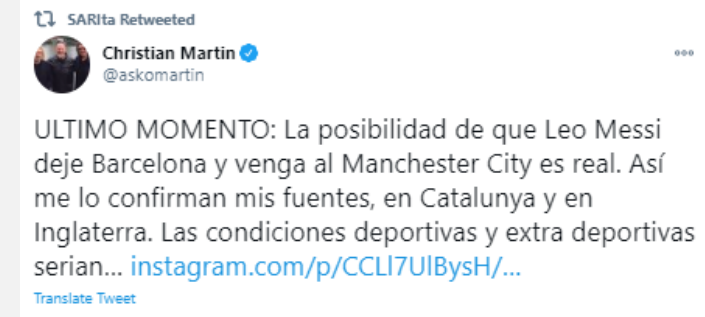 SARIta Retweeted
Christian Martin
@askomartin
ULTIMO MOMENTO: La posibilidad de que Leo Messi
deje Barcelona y venga al Manchester City es real. Así
me lo confirman mis fuentes, en Catalunya y en
Inglaterra. Las condiciones deportivas y extra deportivas
serian... instagram.com/p/CCLl7UlBysH/...
Translate Tweet